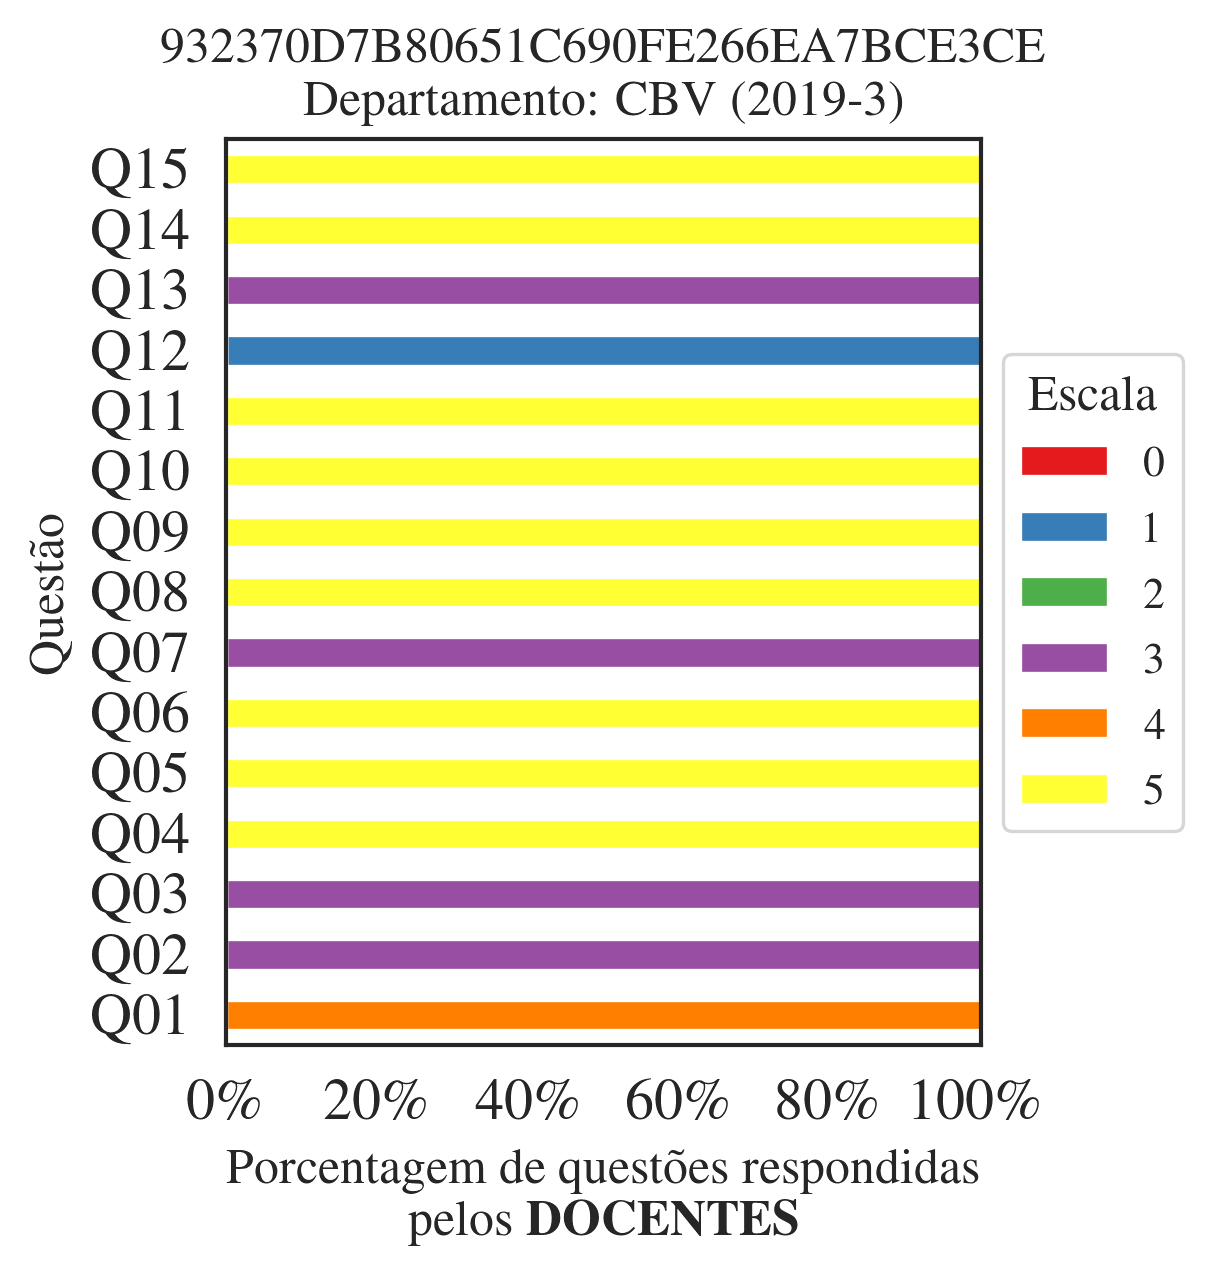 932370D7B80651C690FE266EA7BCE3CE
Departamento: CBV (2019-3)
Questão
Q15
Q14
Q13
Q12
Q11
Q10
Q09
Q08
Q07
Q06
Q05
Q04
Q03
Q02
Q01
0% 20% 40% 60% 80% 100%
Porcentagem de questões respondidas
pelos DOCENTES
Escala
0
1
2
3
4
5